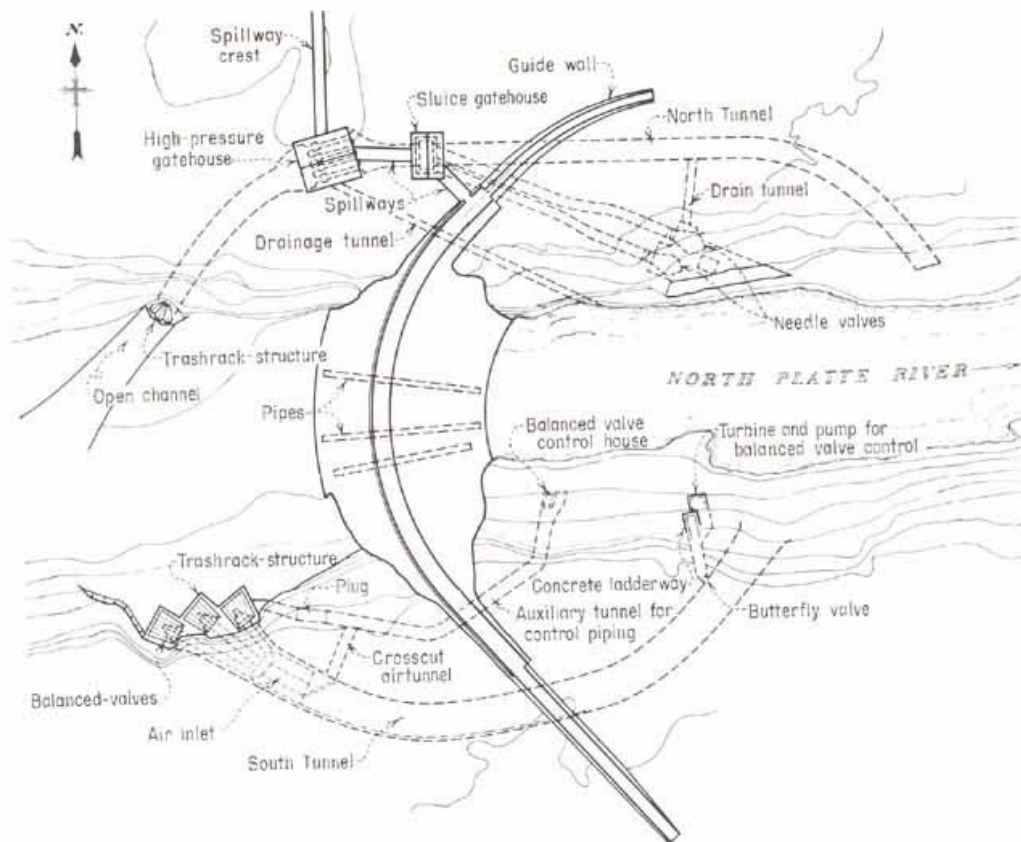 N.
Spillway
crest
Guide wall
Sluice gatehouse
North Tunnel
High-pressure
gatehouse
Drain tunnel
Spillways
Drainage tunnel
Needle valves
Trashrack-structure
Open channel
NORTH PLATTE RIVER
Pipes
Balanced valve
control house
Turbine and pump for
balanced valve control
Trashrack-structure
Plug
Concrete ladderway
Butterfly valve
Auxiliary tunnel for
control piping
Crosscut
airtunnel
Balanced-valves
Air inlet
South Tunnel